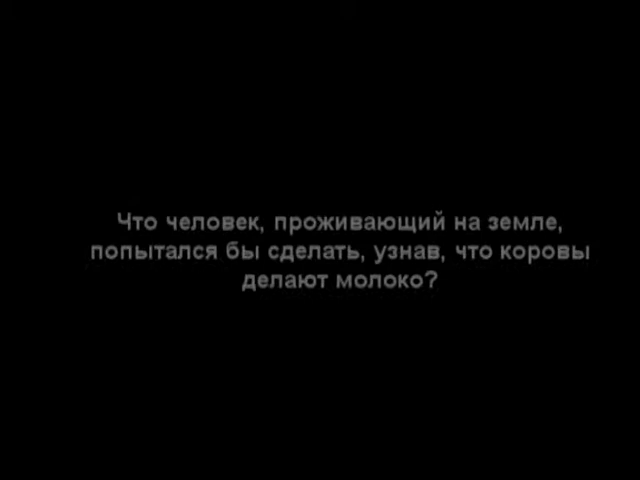 Что человек, проживающий на земле,
попытался бы сделать, узнав, что коровы
делают молоко?